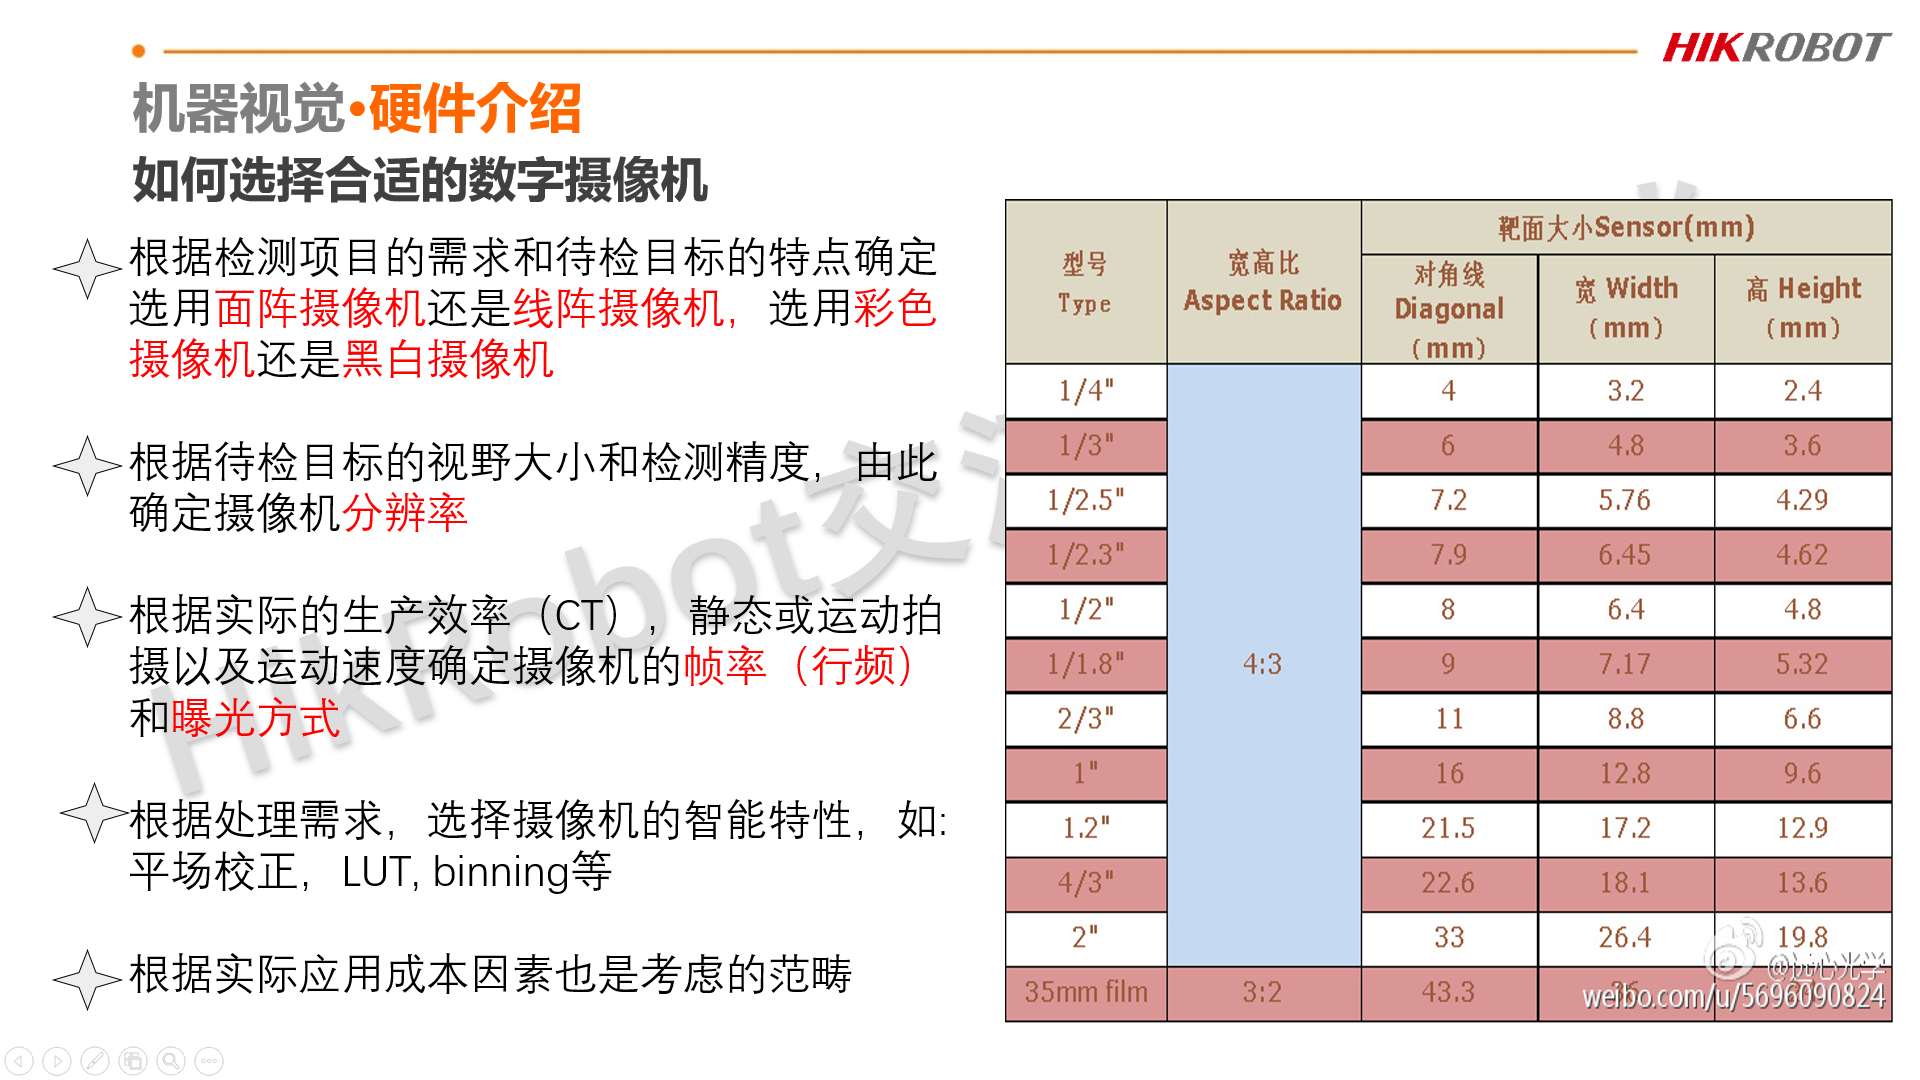 HIKROBOT
机器视觉•硬件介绍
如何选择合适的数字摄像机
根据检测项目的需求和待检目标的特点确定
选用面阵摄像机还是线阵摄像机，选用彩色
摄像机还是黑白摄像机
根据待检目标的视野大小和检测精度，由此
确定摄像机分辨率
根据实际的生产效率（CT），静态或运动拍
摄以及运动速度确定摄像机的帧率（行频）
和曝光方式
根据处理需求，选择摄像机的智能特性，如:
平场校正，LUT, binning等
根据实际应用成本因素也是考虑的范畴
HikRobot交流
型号
Type
宽高比
Aspect Ratio
靶面大小Sensor(mm)
对角线
Diagonal
(mm)
宽 Width
(mm)
高 Height
(mm)
1/4" 4 3.2 2.4
1/3" 6 4.8 3.6
1/2.5" 7.2 5.76 4.29
1/2.3" 7.9 6.45 4.62
1/2" 8 6.4 4.8
1/1.8" 4:3 9 7.17 5.32
2/3" 11 8.8 6.6
1" 16 12.8 9.6
1.2" 21.5 17.2 12.9
4/3" 22.6 18.1 13.6
2" 33 26.4 19.8
35mm film 3:2 43.3
@远心光学
weibo.com/u/5696090824